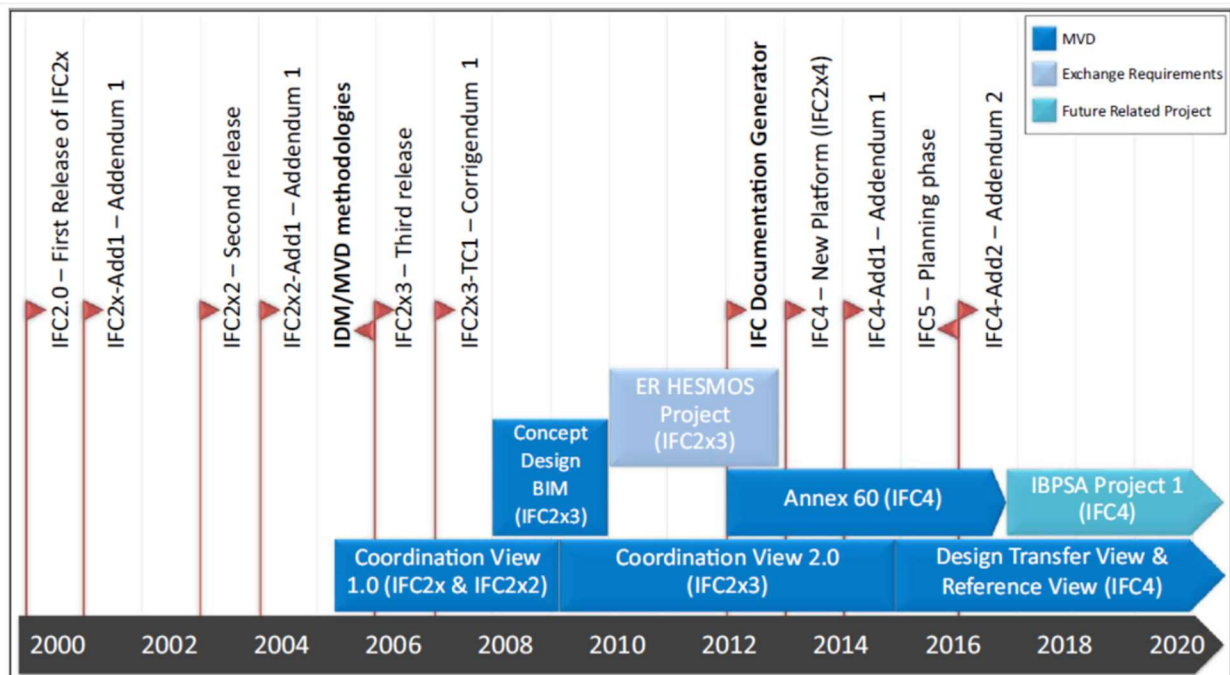 MVD
Exchange Requirements
Future Related Project
IFC2.0 – First Release of IFC2x
IFC2x-Add1 – Addendum 1
IFC2x2 – Second release
IFC2x2-Add1 – Addendum 1
IDM/MVD methodologies
IFC2x3 – Third release
IFC2x3-TC1 – Corrigendum 1
IFC Documentation Generator
IFC4 – New Platform (IFC2x4)
IFC4-Add1 – Addendum 1
IFC5 – Planning phase
IFC4-Add2 – Addendum 2
ER HESMOS
Project
(IFC2x3)
Concept
Design
BIM
(IFC2x3)
Annex 60 (IFC4)
IBPSA Project 1
(IFC4)
Coordination View
1.0 (IFC2x & IFC2x2)
Coordination View 2.0
(IFC2x3)
Design Transfer View &
Reference View (IFC4)
2000 2002 2004 2006 2008 2010 2012 2014 2016 2018 2020